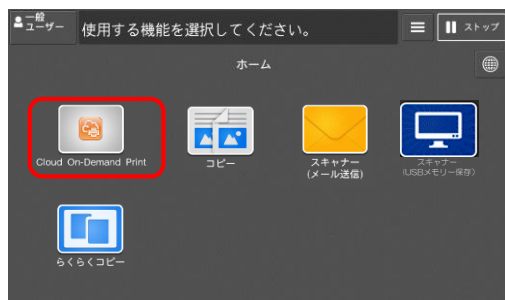 一般
ユーザー
使用する機能を選択してください。
ストップ
ホーム
Cloud On-Demand Print
コピー
スキャナー
(メール送信)
スキャナー
(USBメモリー保存)
らくらくコピー